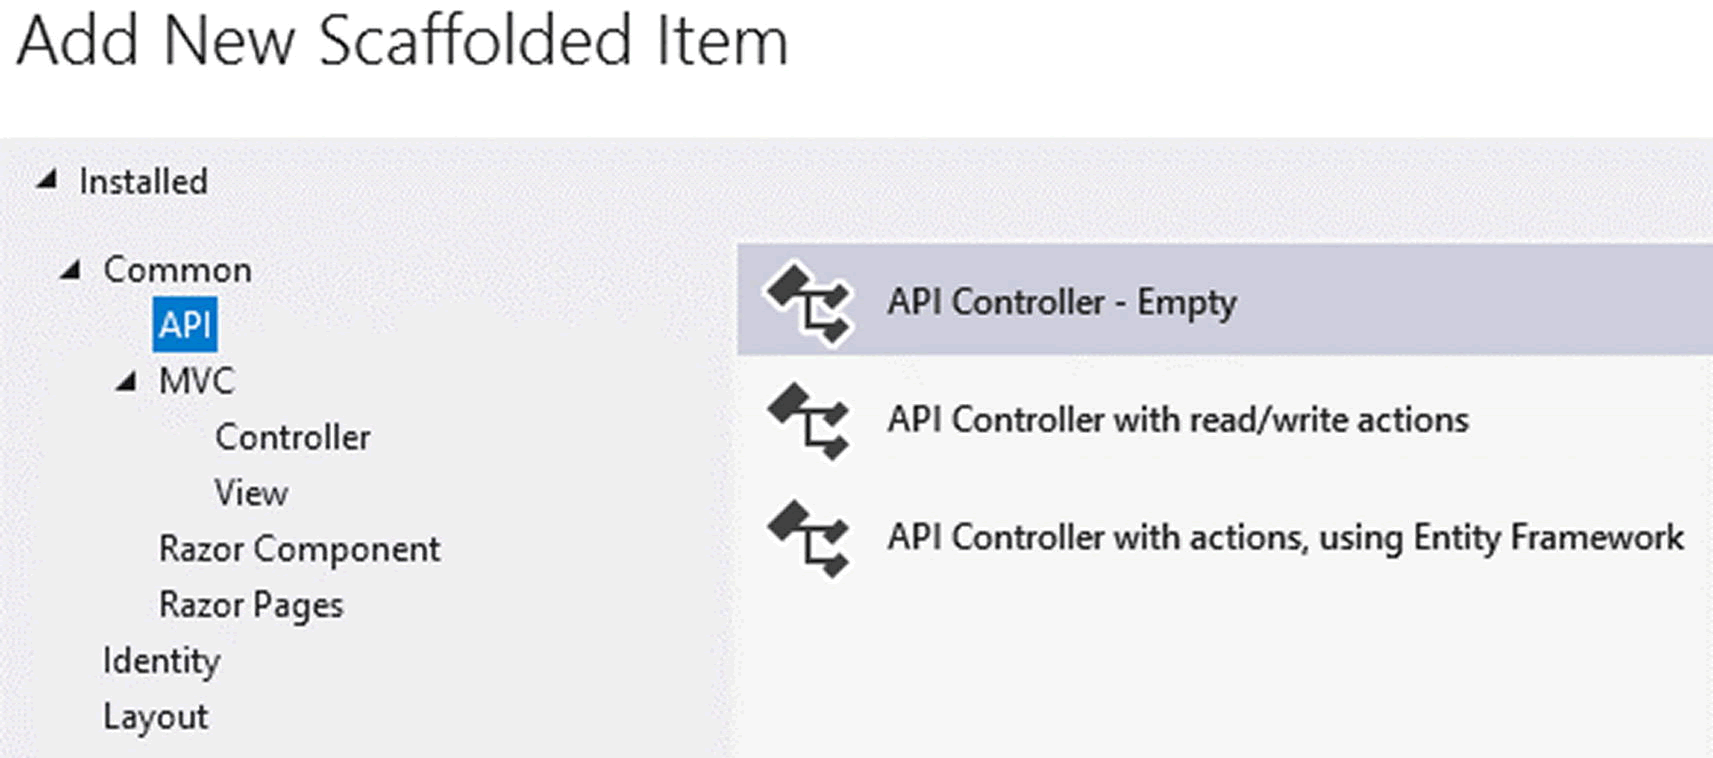 Add New Scaffolded Item
Installed
Common
API
MVC
Controller
View
Razor Component
Razor Pages
Identity
Layout
API Controller - Empty
API Controller with read/write actions
API Controller with actions, using Entity Framework